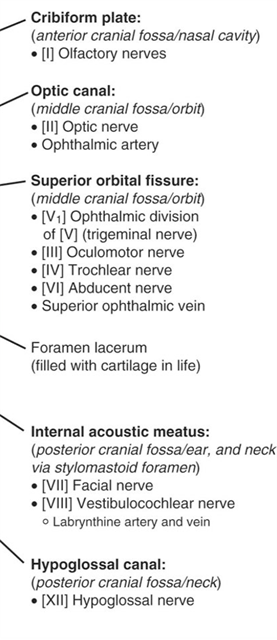 Cribiform plate:
(anterior cranial fossa/nasal cavity)
• [I] Olfactory nerves
Optic canal:
(middle cranial fossa/orbit)
• [II] Optic nerve
• Ophthalmic artery
Superior orbital fissure:
(middle cranial fossa/orbit)
• [V₁] Ophthalmic division
of [V] (trigeminal nerve)
• [III] Oculomotor nerve
• [IV] Trochlear nerve
• [VI] Abducent nerve
• Superior ophthalmic vein
Foramen lacerum
(filled with cartilage in life)
Internal acoustic meatus:
(posterior cranial fossa/ear, and neck
via stylomastoid foramen)
• [VII] Facial nerve
• [VIII] Vestibulocochlear nerve
o Labrynthine artery and vein
Hypoglossal canal:
(posterior cranial fossa/neck)
• [XII] Hypoglossal nerve